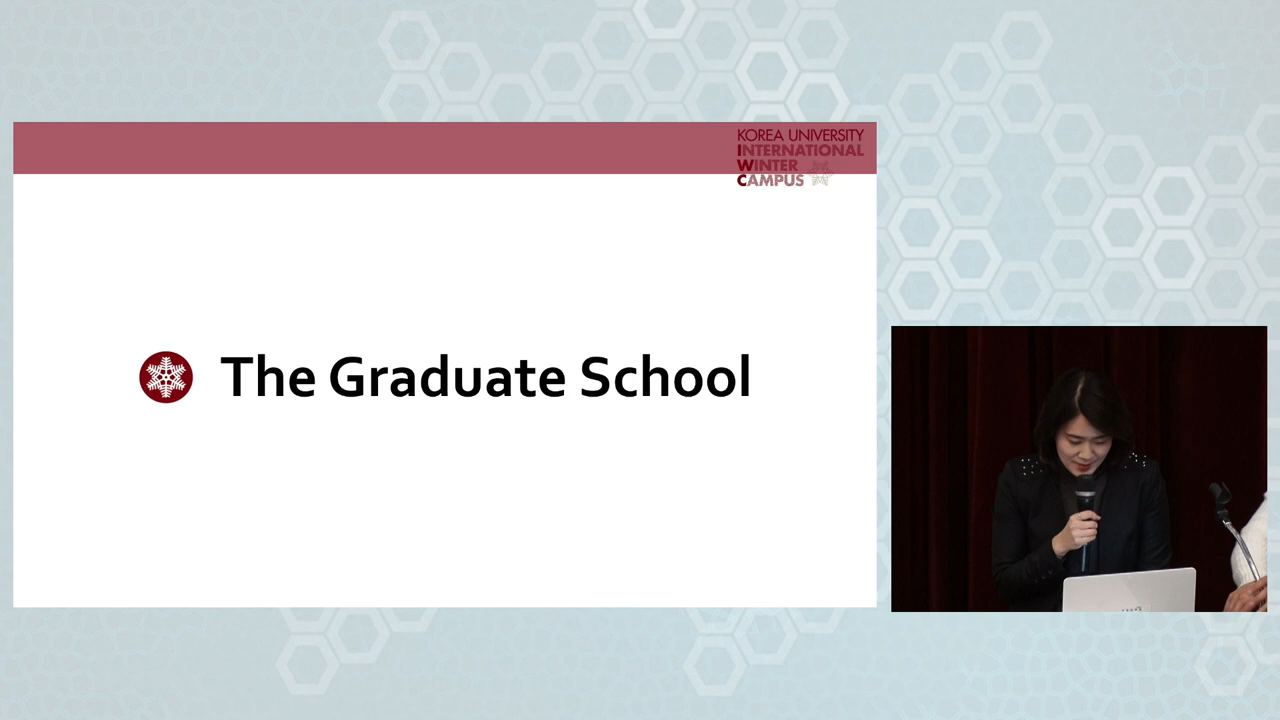 KOREA UNIVERSITY
INTERNATIONAL
WINTER
CAMPUS
The Graduate School